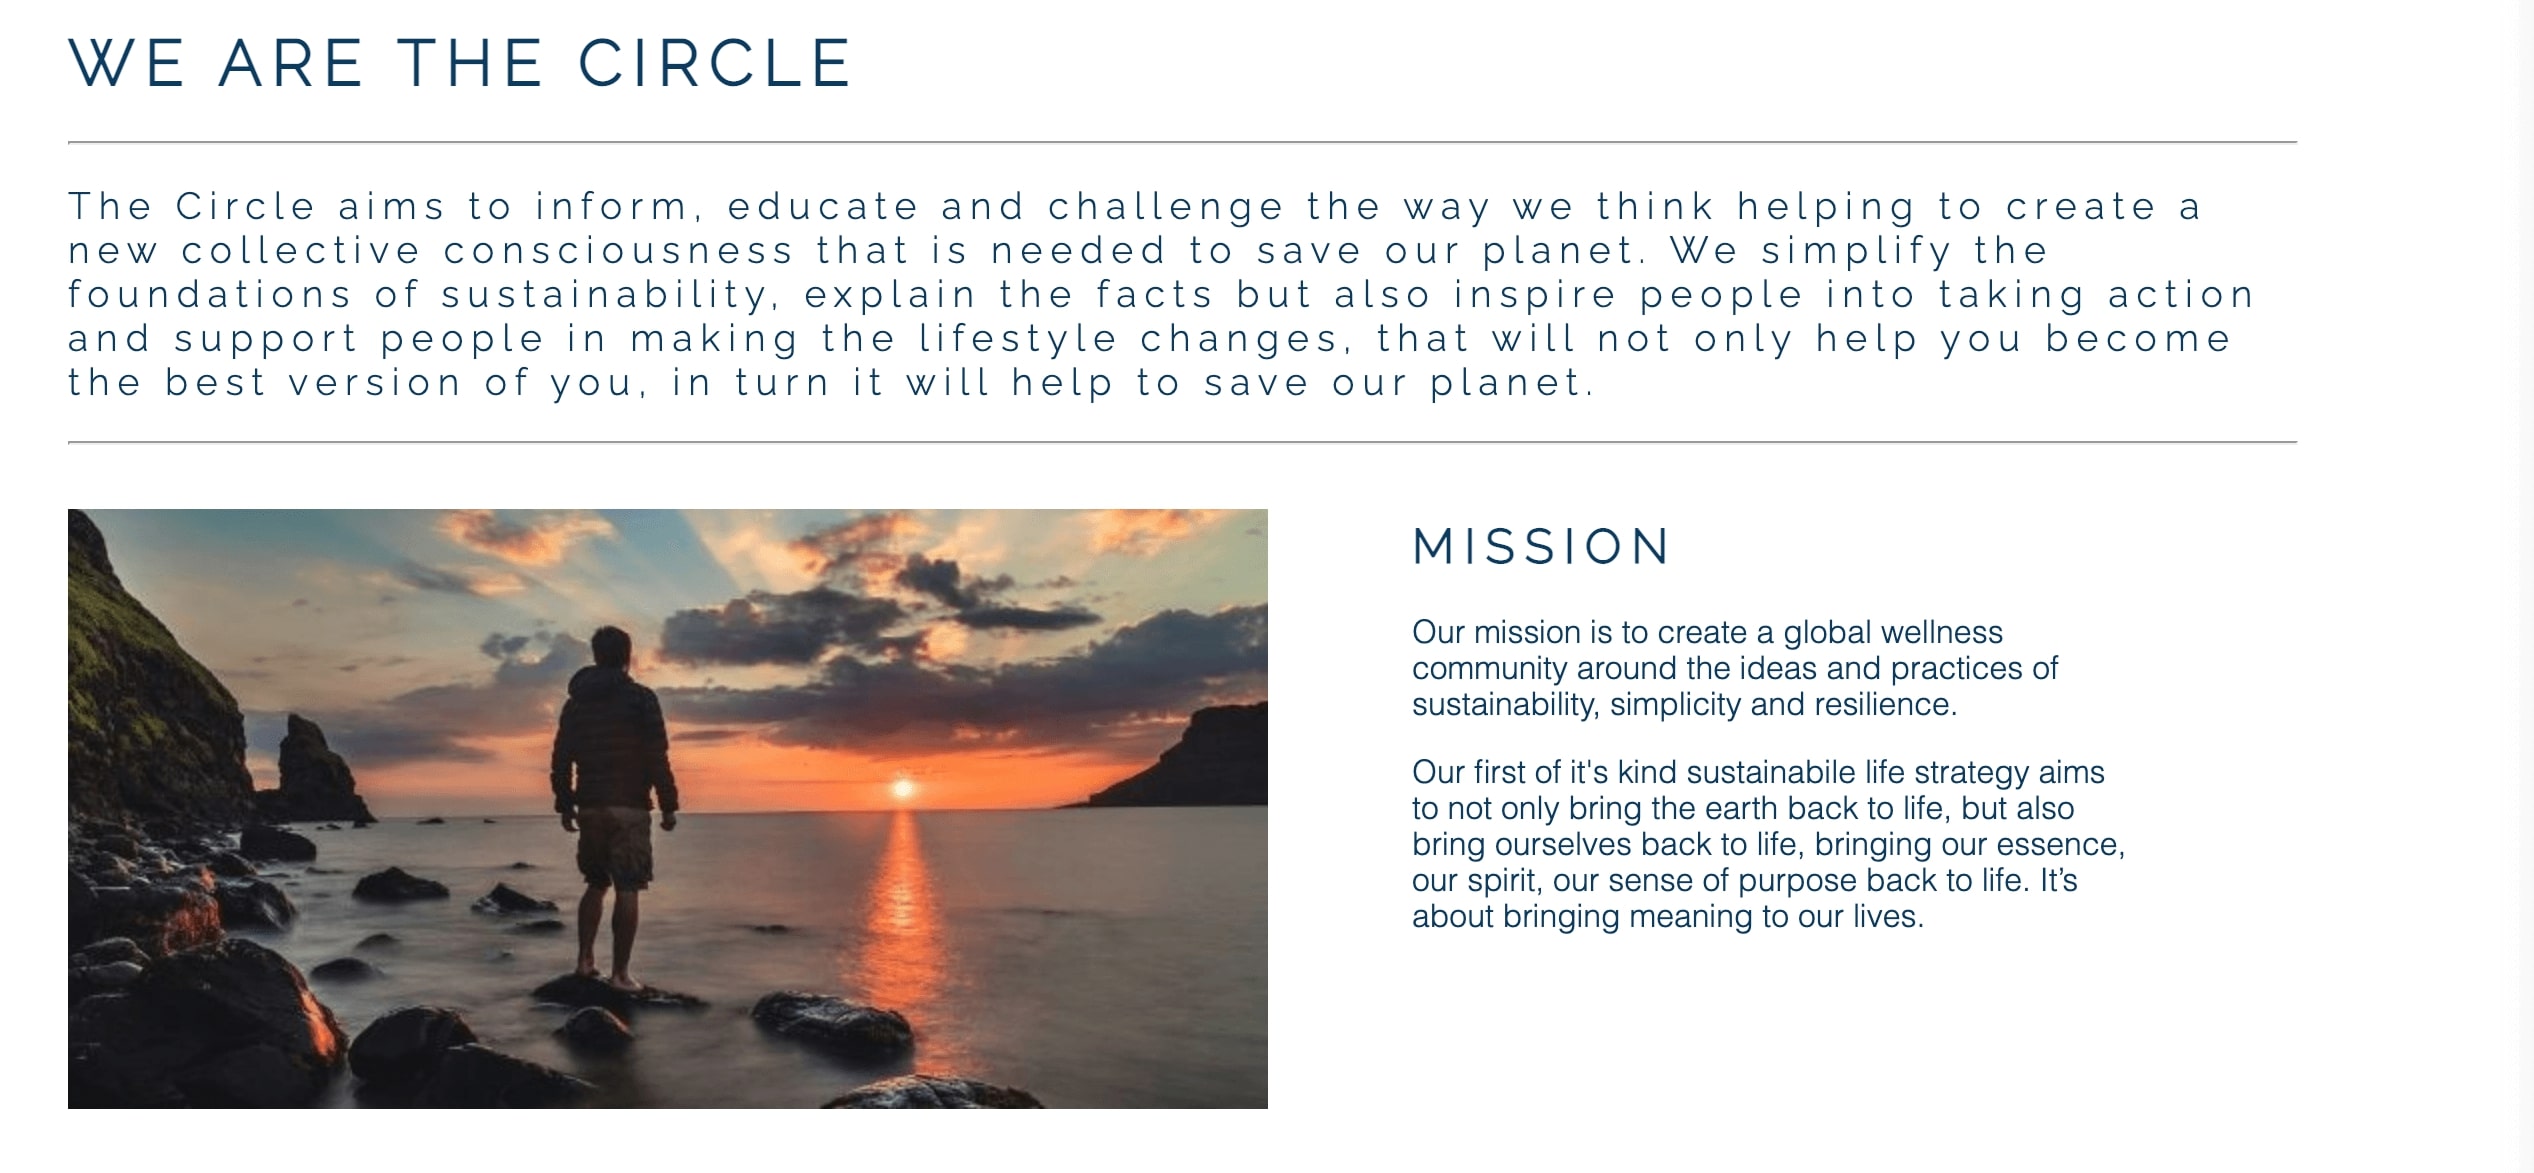 WE ARE THE CIRCLE
The Circle aims to inform, educate and challenge the way we think helping to create a
new collective consciousness that is needed to save our planet. We simplify the
foundations of sustainability, explain the facts but also inspire people into taking action
and support people in making the lifestyle changes, that will not only help you become
the best version of you, in turn it will help to save our planet.
MISSION
Our mission is to create a global wellness
community around the ideas and practices of
sustainability, simplicity and resilience.
Our first of it's kind sustainabile life strategy aims
to not only bring the earth back to life, but also
bring ourselves back to life, bringing our essence,
our spirit, our sense of purpose back to life. It’s
about bringing meaning to our lives.